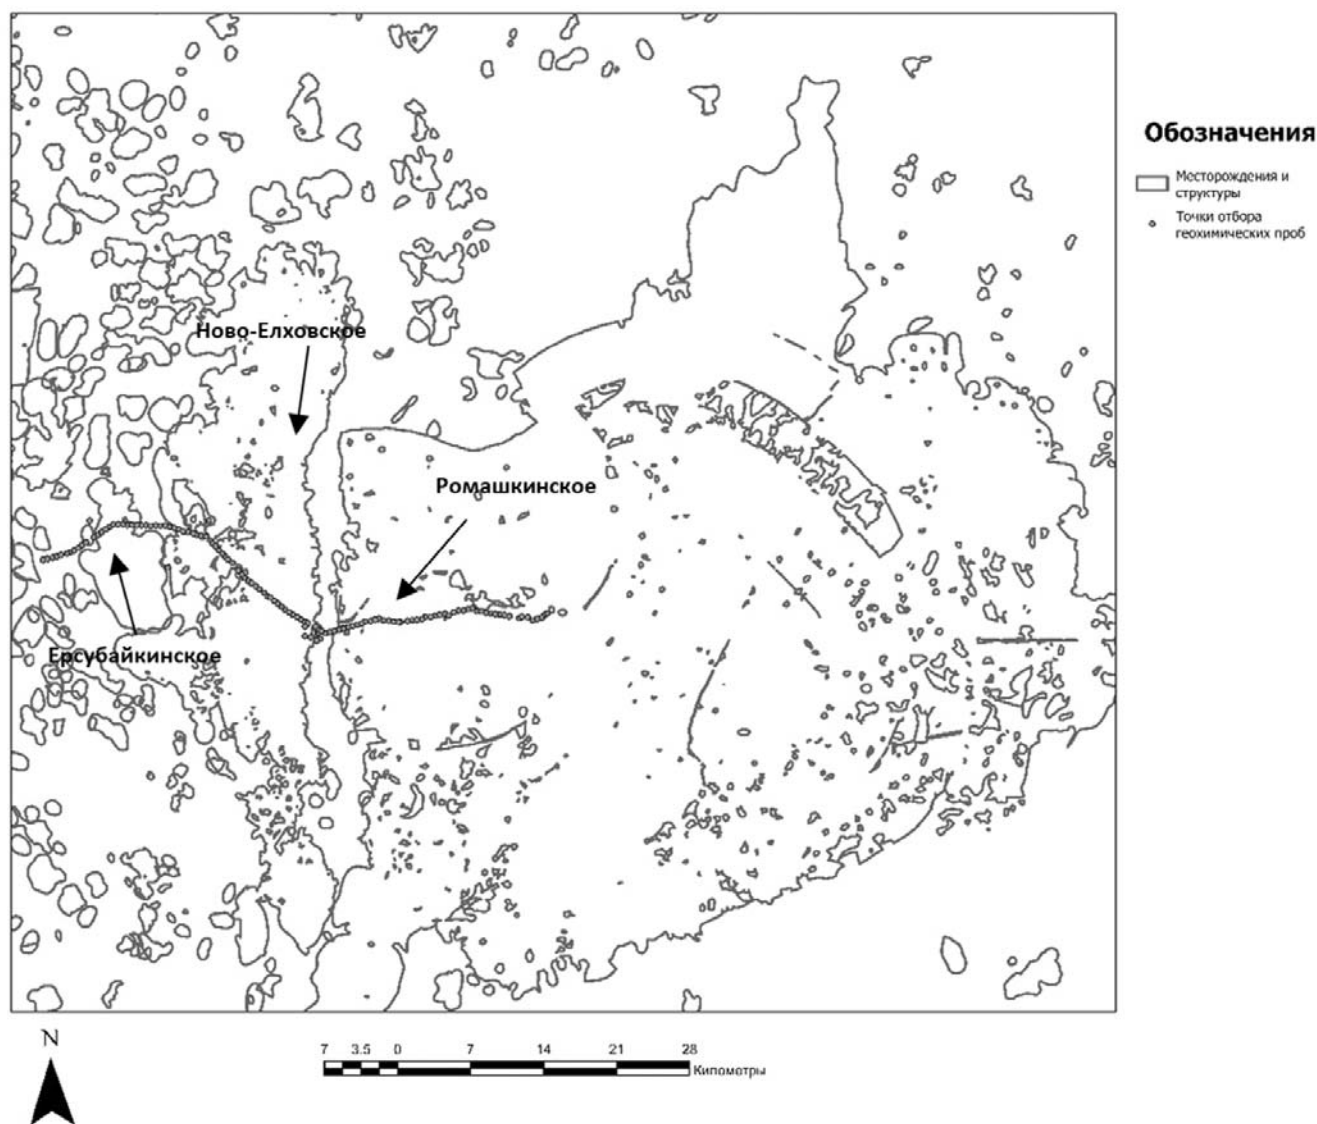 Обозначения
Месторождения и
структуры
Точки отбора
геохимических проб
Ново-Елховское
Ромашкинское
Ерсубайкинское
N
7 3.5 0 7 14 21 28
Кипомотры